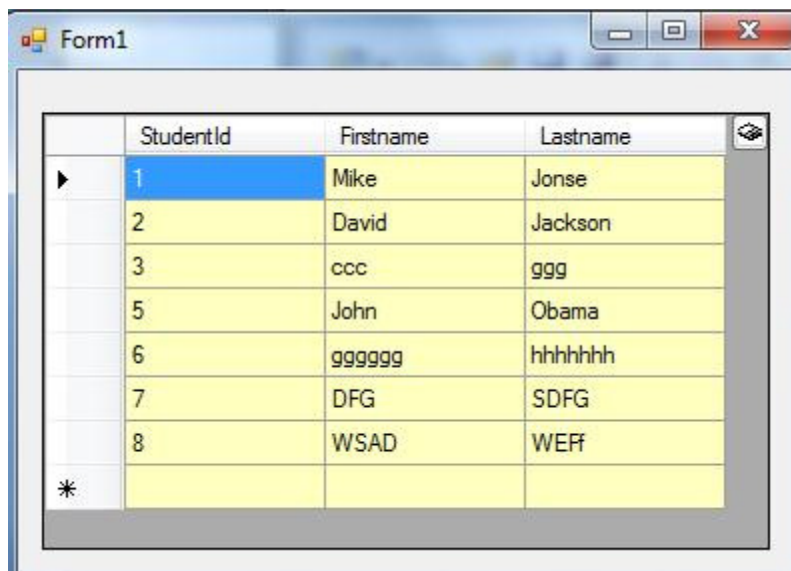 Form1
StudentId Firstname Lastname
1 Mike Jonse
2 David Jackson
3 ccc ggg
5 John Obama
6 gggggg hhhhhhh
7 DFG SDFG
8 WSAD WEFf